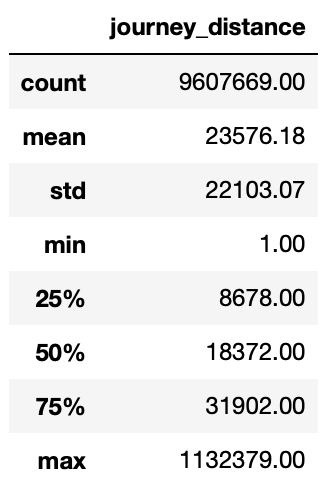 journey_distance
count 9607669.00
mean 23576.18
std 22103.07
min 1.00
25% 8678.00
50% 18372.00
75% 31902.00
max 1132379.00